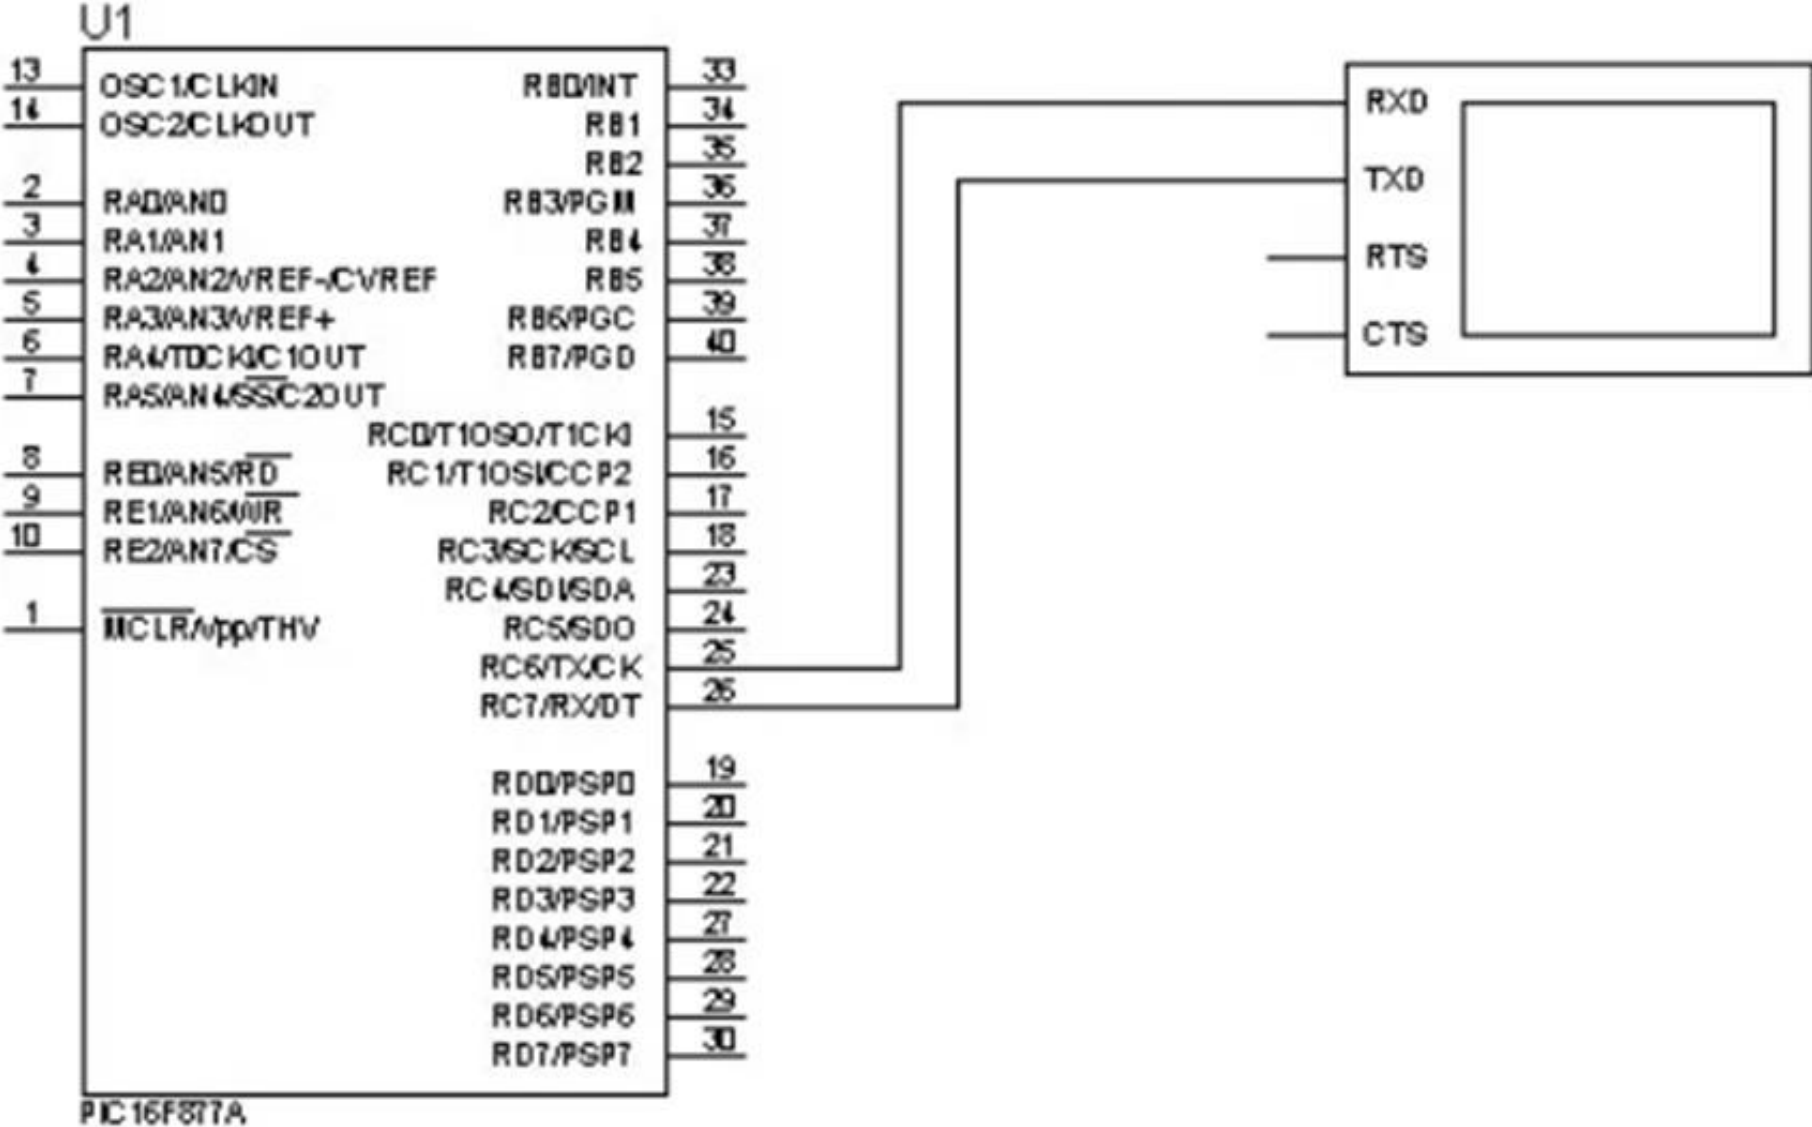 U1
13 OSC1/CLKIN
14 OSC2/CLKOUT
2 RA0/AN0
3 RA1/AN1
4 RA2/AN2/VREF-/CVREF
5 RA3/AN3/VREF+
6 RA4/T0CKI/C1OUT
7 RA5/AN4/SS/C2OUT
8 RE0/AN5/RD
9 RE1/AN6/WR
10 RE2/AN7/CS
1 MCLR/Vpp/THV
RB0/INT 33
RB1 34
RB2 35
RB3/PGM 36
RB4 37
RB5 38
RB6/PGC 39
RB7/PGD 40
RC0/T1OSO/T1CKI 15
RC1/T1OSI/CCP2 16
RC2/CCP1 17
RC3/SCK/SCL 18
RC4/SDI/SDA 23
RC5/SDO 24
RC6/TX/CK 25
RC7/RX/DT 26
RD0/PSP0 19
RD1/PSP1 20
RD2/PSP2 21
RD3/PSP3 22
RD4/PSP4 27
RD5/PSP5 28
RD6/PSP6 29
RD7/PSP7 30
PIC16F877A
RXD
TXD
RTS
CTS